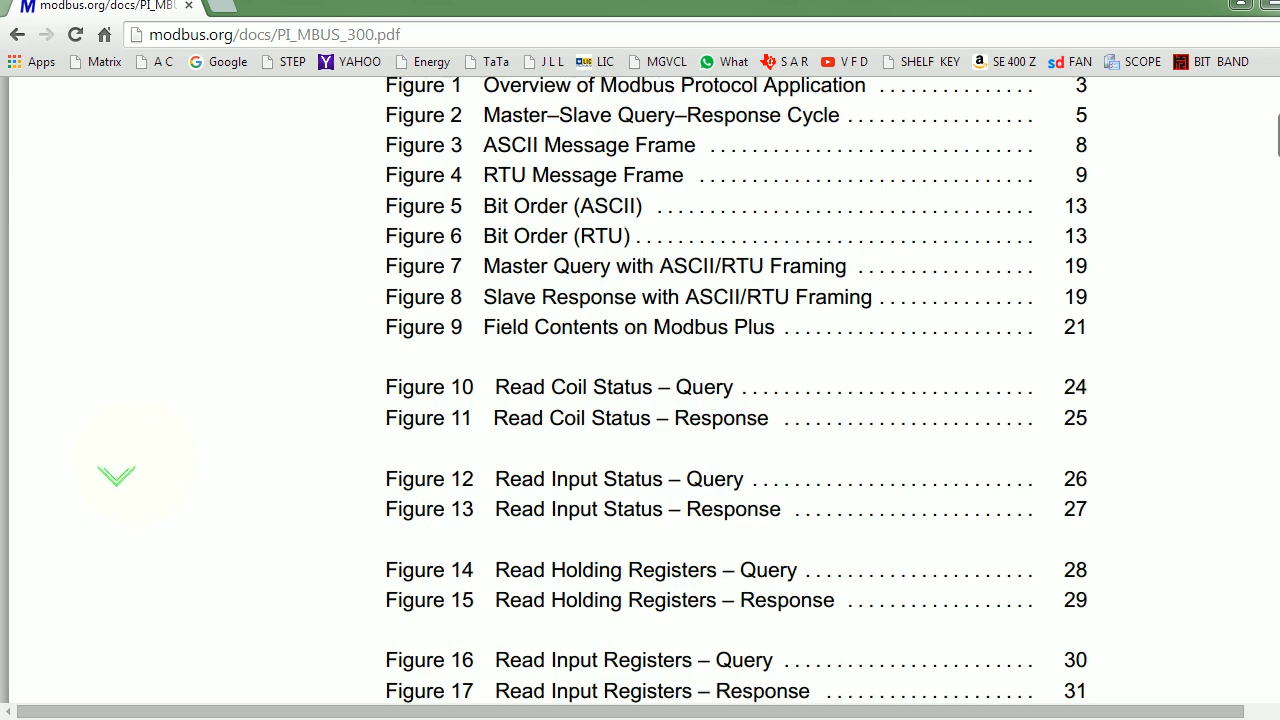 modbus.org/docs/PI_MBU
modbus.org/docs/PI_MBUS_300.pdf
Apps Matrix A C Google STEP YAHOO Energy TaTa J L L LIC MGVCL What S A R V F D SHELF KEY SE 400 Z FAN SCOPE BIT BAND
Figure 1 Overview of Modbus Protocol Application . . . . . . . . . . . . . . . 3
Figure 2 Master–Slave Query–Response Cycle . . . . . . . . . . . . . . . . . . 5
Figure 3 ASCII Message Frame . . . . . . . . . . . . . . . . . . . . . . . . . . . . . . . 8
Figure 4 RTU Message Frame . . . . . . . . . . . . . . . . . . . . . . . . . . . . . . . . 9
Figure 5 Bit Order (ASCII) . . . . . . . . . . . . . . . . . . . . . . . . . . . . . . . . . . . . 13
Figure 6 Bit Order (RTU) . . . . . . . . . . . . . . . . . . . . . . . . . . . . . . . . . . . . . 13
Figure 7 Master Query with ASCII/RTU Framing . . . . . . . . . . . . . . . . . 19
Figure 8 Slave Response with ASCII/RTU Framing . . . . . . . . . . . . . . . 19
Figure 9 Field Contents on Modbus Plus . . . . . . . . . . . . . . . . . . . . . . . . 21
Figure 10 Read Coil Status – Query . . . . . . . . . . . . . . . . . . . . . . . . . . . . 24
Figure 11 Read Coil Status – Response . . . . . . . . . . . . . . . . . . . . . . . . 25
Figure 12 Read Input Status – Query . . . . . . . . . . . . . . . . . . . . . . . . . . . 26
Figure 13 Read Input Status – Response . . . . . . . . . . . . . . . . . . . . . . . 27
Figure 14 Read Holding Registers – Query . . . . . . . . . . . . . . . . . . . . . . 28
Figure 15 Read Holding Registers – Response . . . . . . . . . . . . . . . . . . 29
Figure 16 Read Input Registers – Query . . . . . . . . . . . . . . . . . . . . . . . . 30
Figure 17 Read Input Registers – Response . . . . . . . . . . . . . . . . . . . . 31